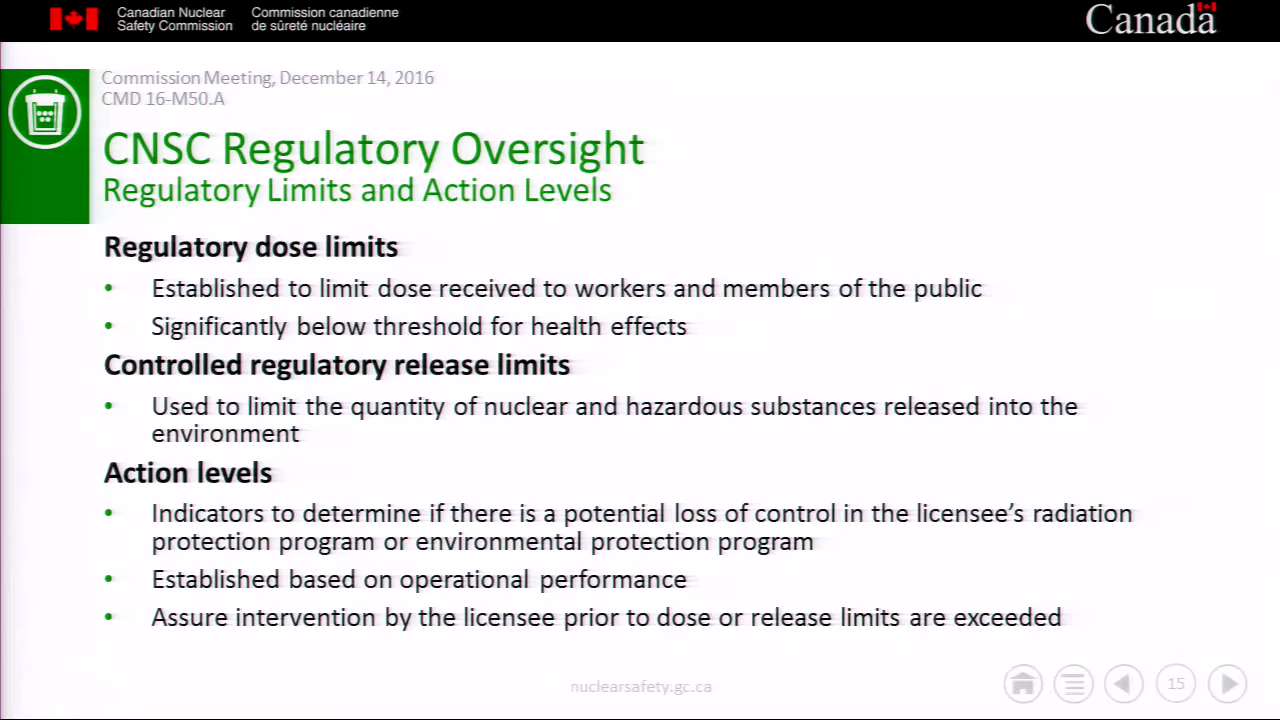 Canadian Nuclear Safety Commission
Commission canadienne de sûreté nucléaire
Canada
Commission Meeting, December 14, 2016
CMD 16-M50.A
CNSC Regulatory Oversight
Regulatory Limits and Action Levels
Regulatory dose limits
• Established to limit dose received to workers and members of the public
• Significantly below threshold for health effects
Controlled regulatory release limits
• Used to limit the quantity of nuclear and hazardous substances released into the
environment
Action levels
• Indicators to determine if there is a potential loss of control in the licensee's radiation
protection program or environmental protection program
• Established based on operational performance
• Assure intervention by the licensee prior to dose or release limits are exceeded
nuclearsafety.gc.ca
15